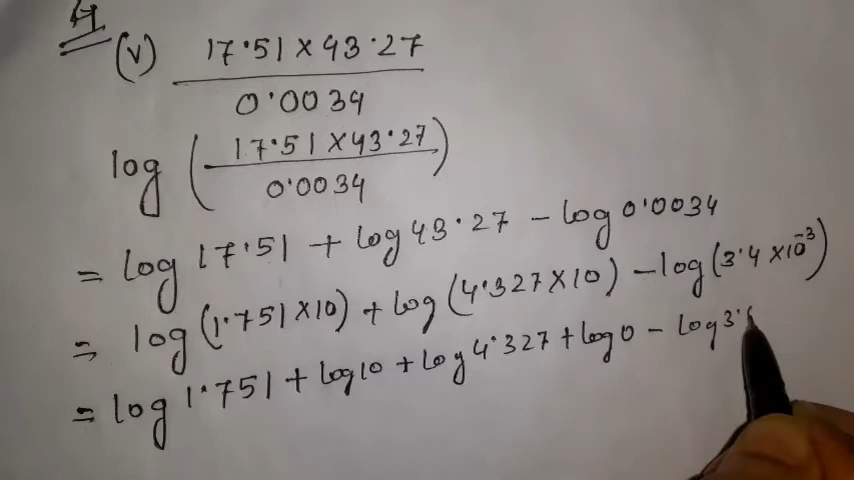 (v) 17.51 × 43.27
0.0034
log ( 17.51 × 43.27
0.0034 )
= log 17.51 + log 43.27 - log 0.0034
= log (1.751 × 10) + log (4.327 × 10) - log (3.4 × 10⁻³)
= log 1.751 + log 10 + log 4.327 + log 0 - log 3.